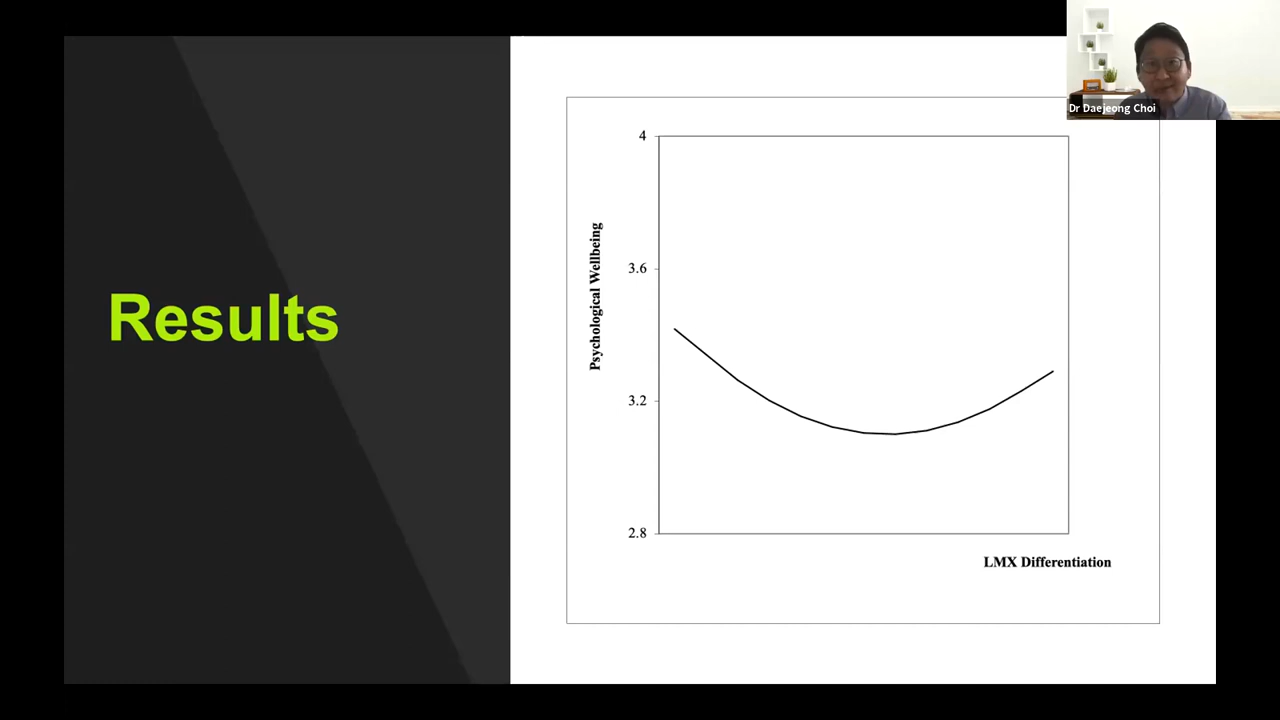 Results
Dr Daejeong Choi
4
3.6
3.2
2.8
Psychological Wellbeing
LMX Differentiation